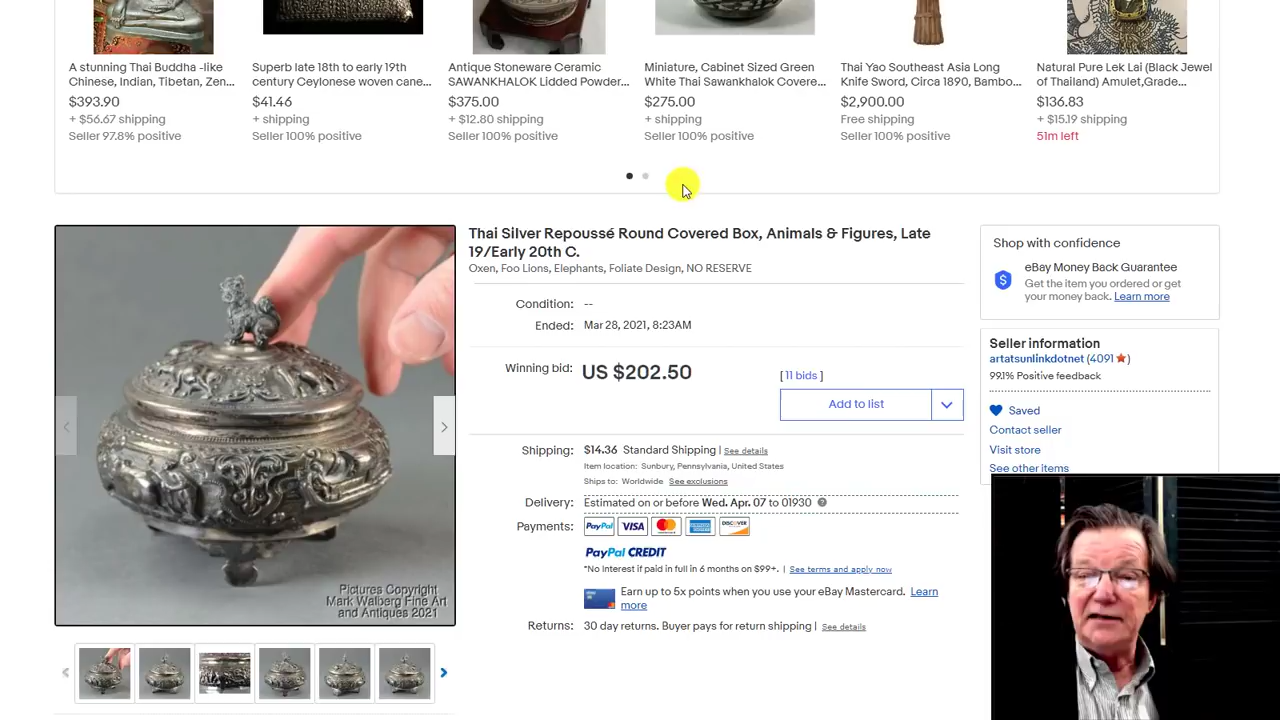 A stunning Thai Buddha -like
Chinese, Indian, Tibetan, Zen...
$393.90
+ $56.67 shipping
Seller 97.8% positive
Superb late 18th to early 19th
century Ceylonese woven cane...
$41.46
+ shipping
Seller 100% positive
Antique Stoneware Ceramic
SAWANKHALOK Lidded Powder...
$375.00
+ $12.80 shipping
Seller 100% positive
Miniature, Cabinet Sized Green
White Thai Sawankhalok Covere...
$275.00
+ shipping
Seller 100% positive
Thai Yao Southeast Asia Long
Knife Sword, Circa 1890, Bambo...
$2,900.00
Free shipping
Seller 100% positive
Natural Pure Lek Lai (Black Jewel
of Thailand) Amulet,Grade...
$136.83
+ $15.19 shipping
51m left
Pictures Copyright
Mark Walberg Fine Art
and Antiques 2021
Thai Silver Repoussé Round Covered Box, Animals & Figures, Late
19/Early 20th C.
Oxen, Foo Lions, Elephants, Foliate Design, NO RESERVE
Condition: --
Ended: Mar 28, 2021, 8:23AM
Winning bid: US $202.50 [ 11 bids ]
Add to list
Shipping: $14.36 Standard Shipping | See details
Item location: Sunbury, Pennsylvania, United States
Ships to: Worldwide See exclusions
Delivery: Estimated on or before Wed. Apr. 07 to 01930
Payments: PayPal VISA MasterCard AMERICAN EXPRESS DISCOVER
PayPal CREDIT
*No Interest if paid in full in 6 months on $99+. | See terms and apply now
Earn up to 5x points when you use your eBay Mastercard. Learn
more
Returns: 30 day returns. Buyer pays for return shipping | See details
Shop with confidence
eBay Money Back Guarantee
Get the item you ordered or get
your money back. Learn more
Seller information
artatsunlinkdotnet (4091 )
99.1% Positive feedback
Saved
Contact seller
Visit store
See other items